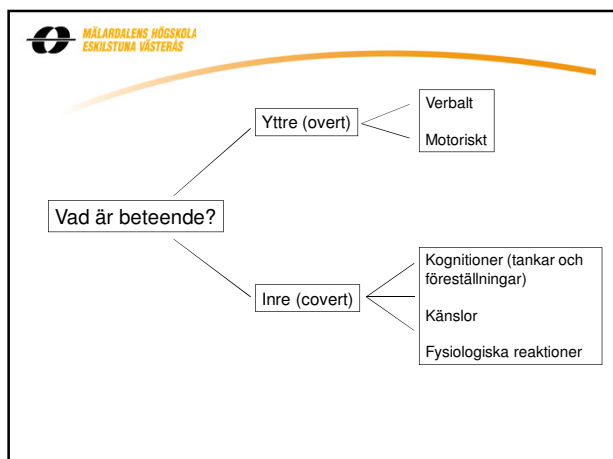 MÄLARDALENS HÖGSKOLA
ESKILSTUNA VÄSTERÅS
Vad är beteende?
Yttre (overt)
Verbalt
Motoriskt
Inre (covert)
Kognitioner (tankar och
föreställningar)
Känslor
Fysiologiska reaktioner